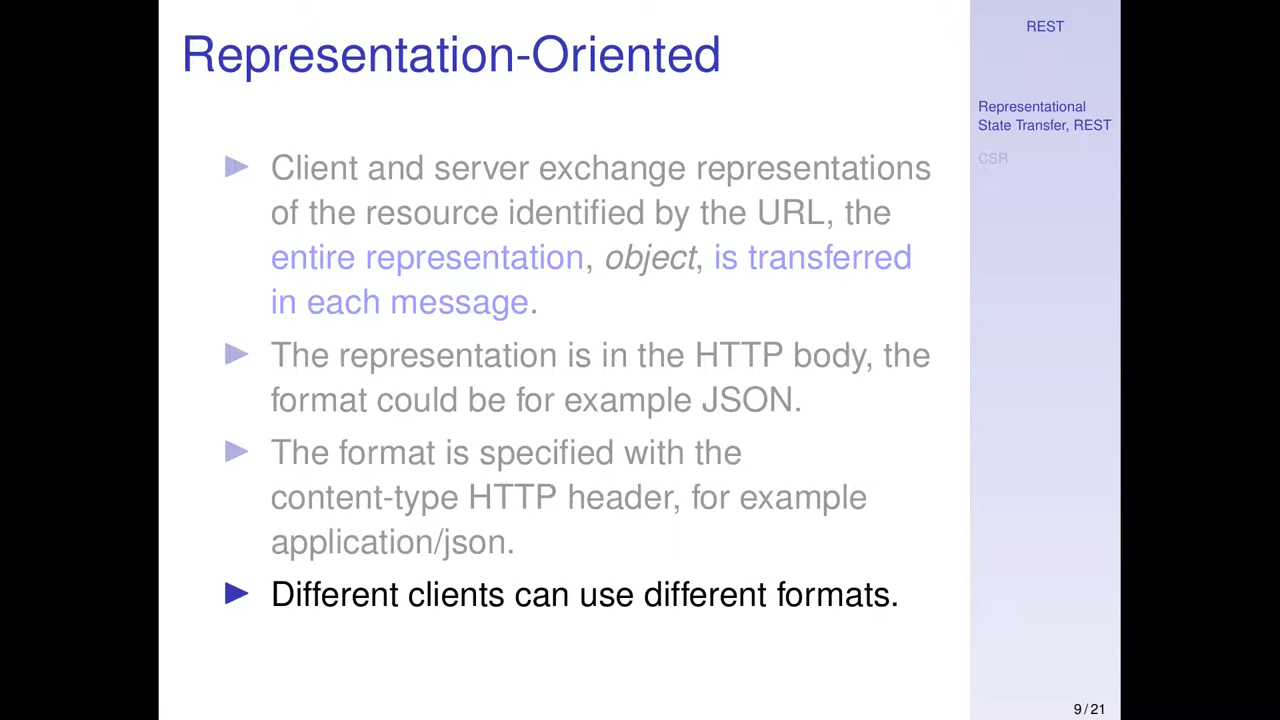 Representation-Oriented
▶ Client and server exchange representations
of the resource identified by the URL, the
entire representation, object, is transferred
in each message.
▶ The representation is in the HTTP body, the
format could be for example JSON.
▶ The format is specified with the
content-type HTTP header, for example
application/json.
▶ Different clients can use different formats.
REST
Representational
State Transfer, REST
CSR
9 / 21